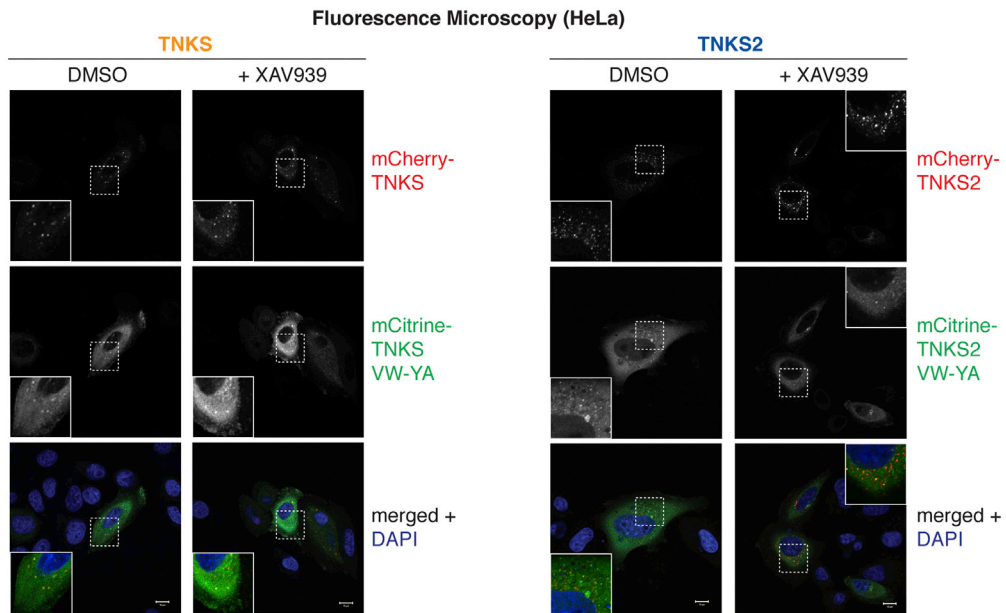 Fluorescence Microscopy (HeLa)
TNKS
TNKS2
DMSO
+ XAV939
DMSO
+ XAV939
mCherry-
TNKS
mCherry-
TNKS2
mCitrine-
TNKS
VW-YA
mCitrine-
TNKS2
VW-YA
merged +
DAPI
merged +
DAPI